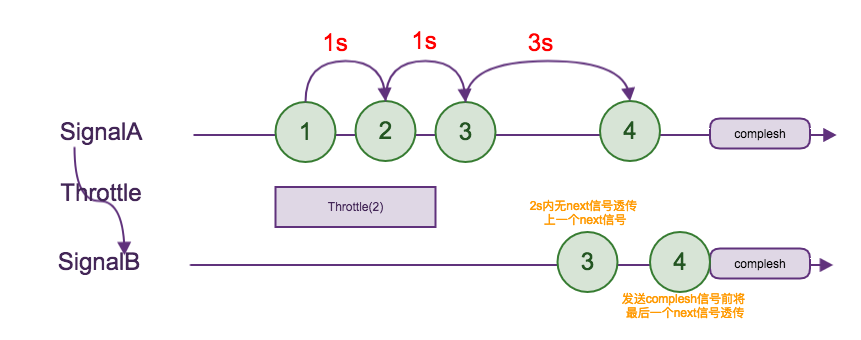 1s
1s
3s
SignalA
1
2
3
4
complesh
Throttle
Throttle(2)
2s内无next信号透传
上一个next信号
SignalB
3
4
complesh
发送complesh信号前将
最后一个next信号透传